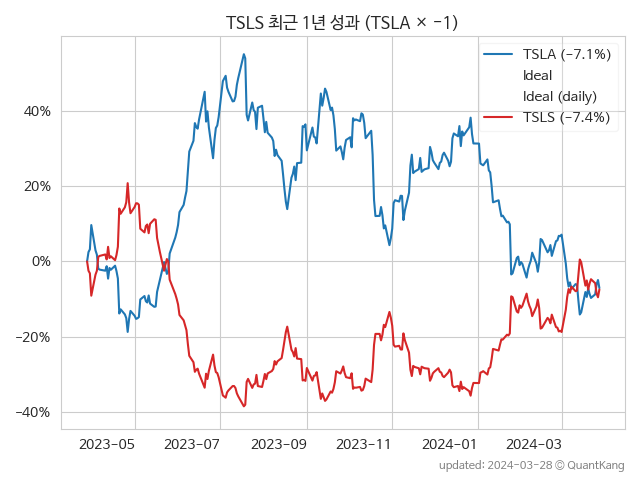 TSLS 최근 1년 성과 (TSLA × −1)
TSLA (−7.1%)
Ideal
Ideal (daily)
TSLS (−7.4%)
40%
20%
0%
−20%
−40%
2023−05
2023−07
2023−09
2023−11
2024−01
2024−03
updated: 2024−03−28 © QuantKang